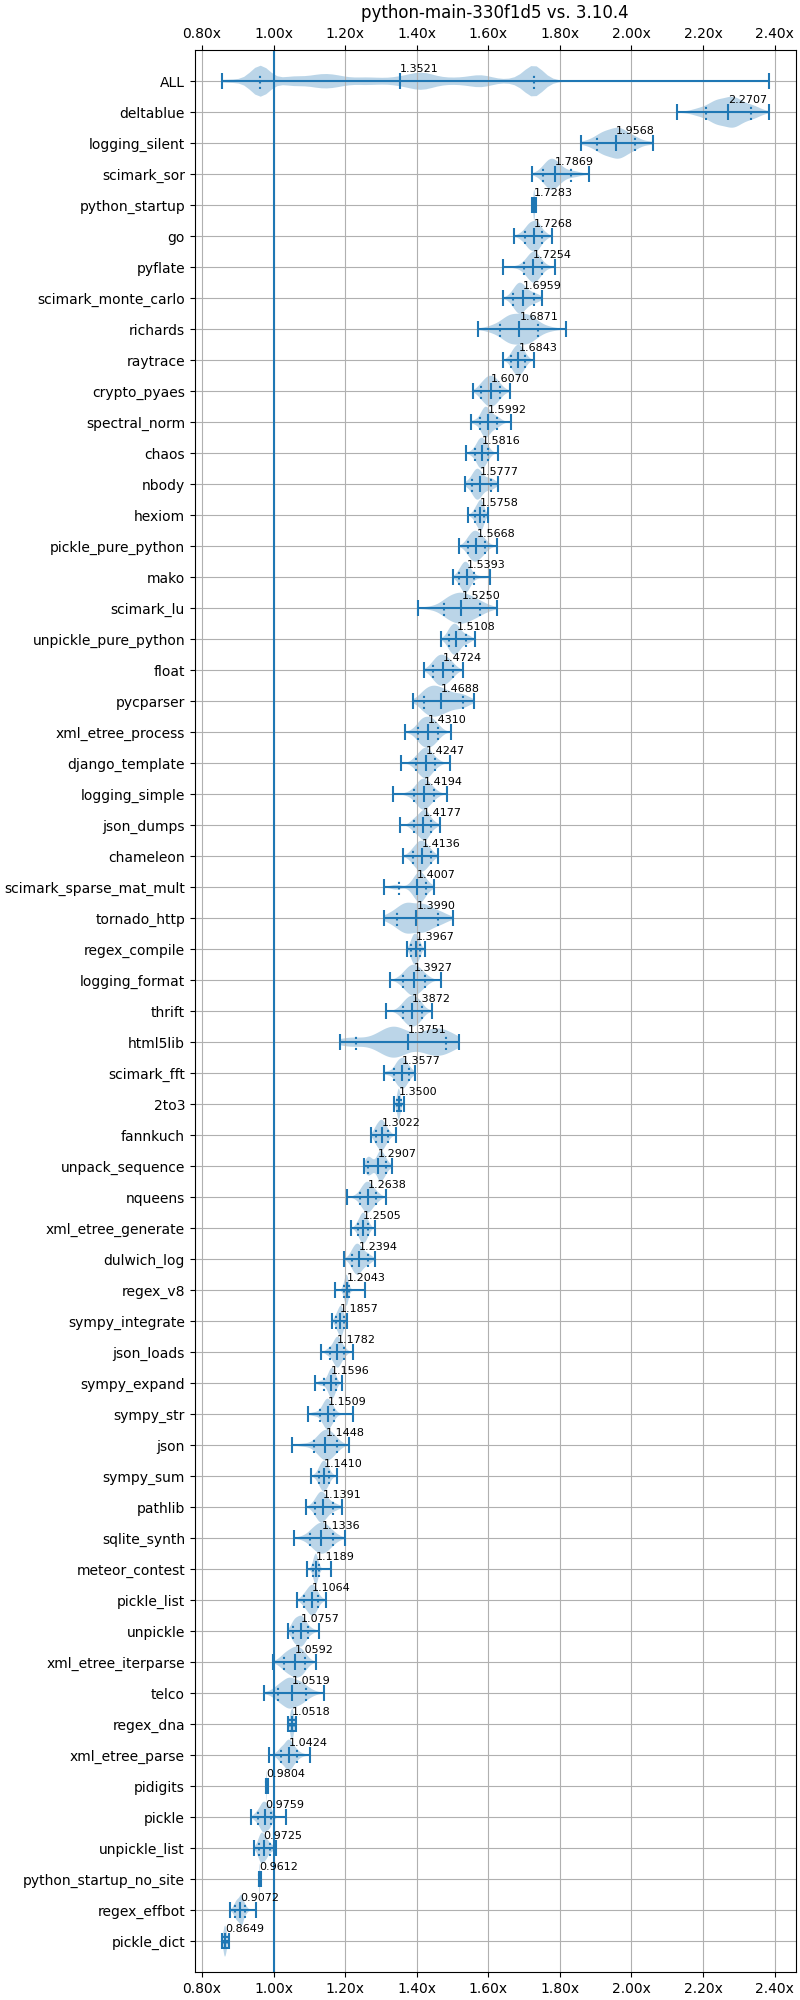 python-main-330f1d5 vs. 3.10.4
0.80x 1.00x 1.20x 1.40x 1.60x 1.80x 2.00x 2.20x 2.40x
ALL 1.3521
deltablue 2.2707
logging_silent 1.9568
scimark_sor 1.7869
python_startup 1.7283
go 1.7268
pyflate 1.7254
scimark_monte_carlo 1.6959
richards 1.6871
raytrace 1.6843
crypto_pyaes 1.6070
spectral_norm 1.5992
chaos 1.5816
nbody 1.5777
hexiom 1.5758
pickle_pure_python 1.5668
mako 1.5393
scimark_lu 1.5250
unpickle_pure_python 1.5108
float 1.4724
pycparser 1.4688
xml_etree_process 1.4310
django_template 1.4247
logging_simple 1.4194
json_dumps 1.4177
chameleon 1.4136
scimark_sparse_mat_mult 1.4007
tornado_http 1.3990
regex_compile 1.3967
logging_format 1.3927
thrift 1.3872
html5lib 1.3751
scimark_fft 1.3577
2to3 1.3500
fannkuch 1.3022
unpack_sequence 1.2907
nqueens 1.2638
xml_etree_generate 1.2505
dulwich_log 1.2394
regex_v8 1.2043
sympy_integrate 1.1857
json_loads 1.1782
sympy_expand 1.1596
sympy_str 1.1509
json 1.1448
sympy_sum 1.1410
pathlib 1.1391
sqlite_synth 1.1336
meteor_contest 1.1189
pickle_list 1.1064
unpickle 1.0757
xml_etree_iterparse 1.0592
telco 1.0519
regex_dna 1.0518
xml_etree_parse 1.0424
pidigits 0.9804
pickle 0.9759
unpickle_list 0.9725
python_startup_no_site 0.9612
regex_effbot 0.9072
pickle_dict 0.8649
0.80x 1.00x 1.20x 1.40x 1.60x 1.80x 2.00x 2.20x 2.40x